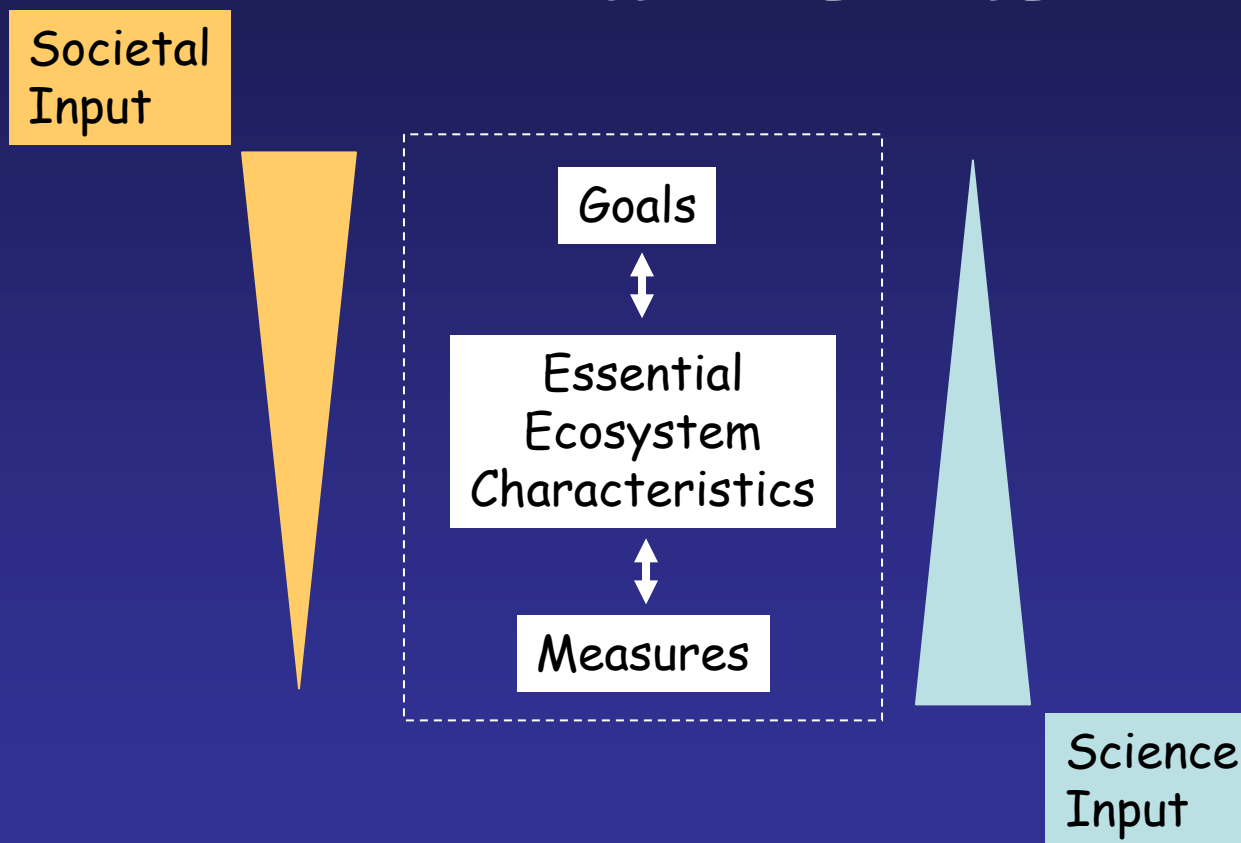 Societal
Input
Goals
Essential
Ecosystem
Characteristics
Measures
Science
Input